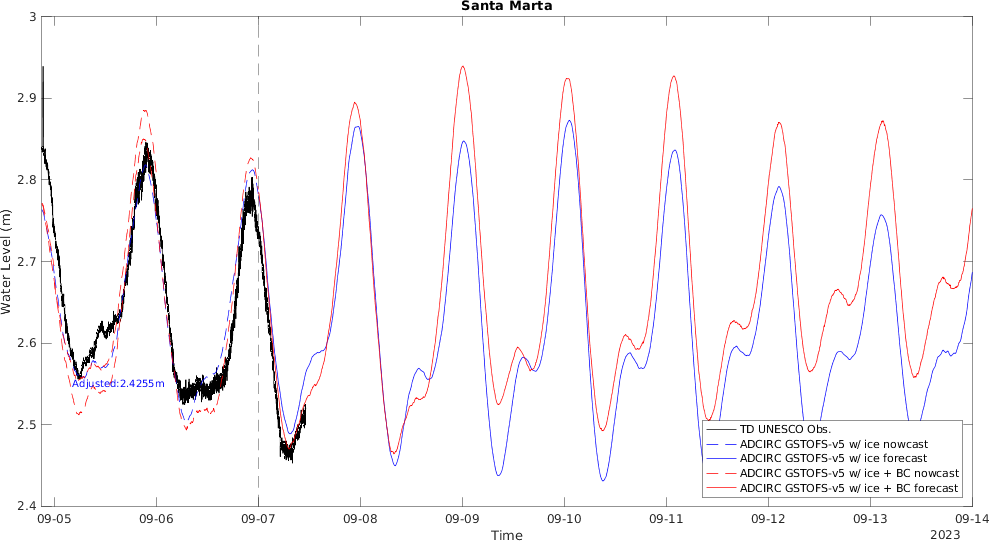 Santa Marta
3
2.9
2.8
2.7
2.6
2.5
2.4
Water Level (m)
Adjusted:2.4255m
TD UNESCO Obs.
ADCIRC GSTOFS-v5 w/ ice nowcast
ADCIRC GSTOFS-v5 w/ ice forecast
ADCIRC GSTOFS-v5 w/ ice + BC nowcast
ADCIRC GSTOFS-v5 w/ ice + BC forecast
09-05 09-06 09-07 09-08 09-09 09-10 09-11 09-12 09-13 09-14
Time
2023